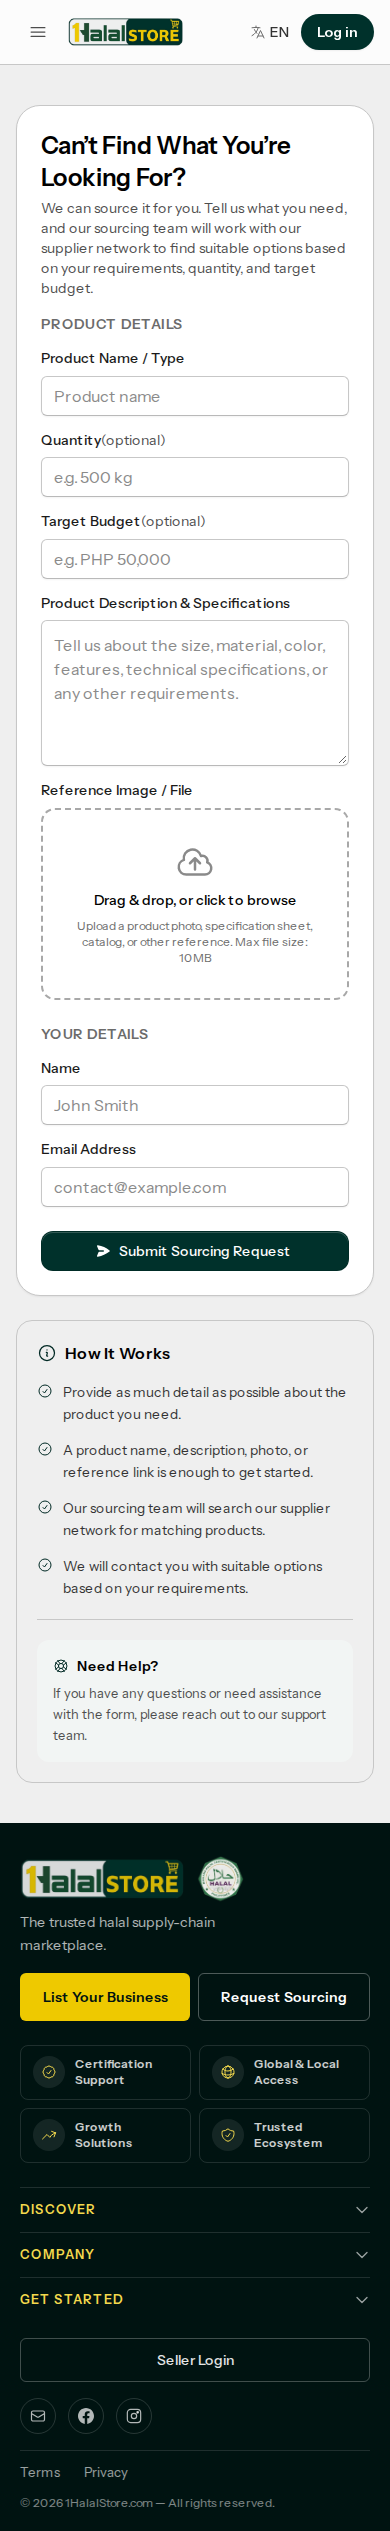 1HalalSTORE
EN
Log in
Can't Find What You're
Looking For?
We can source it for you. Tell us what you need,
and our sourcing team will work with our
supplier network to find suitable options based
on your requirements, quantity, and target
budget.
PRODUCT DETAILS
Product Name / Type
Product name
Quantity(optional)
e.g. 500 kg
Target Budget(optional)
e.g. PHP 50,000
Product Description & Specifications
Tell us about the size, material, color,
features, technical specifications, or
any other requirements.
Reference Image / File
Drag & drop, or click to browse
Upload a product photo, specification sheet,
catalog, or other reference. Max file size:
10MB
YOUR DETAILS
Name
John Smith
Email Address
contact@example.com
Submit Sourcing Request
How It Works
Provide as much detail as possible about the
product you need.
A product name, description, photo, or
reference link is enough to get started.
Our sourcing team will search our supplier
network for matching products.
We will contact you with suitable options
based on your requirements.
Need Help?
If you have any questions or need assistance
with the form, please reach out to our support
team.
1HalalSTORE
حلال
HALAL
The trusted halal supply-chain
marketplace.
List Your Business
Request Sourcing
Certification
Support
Global & Local
Access
Growth
Solutions
Trusted
Ecosystem
DISCOVER
COMPANY
GET STARTED
Seller Login
Terms
Privacy
© 2026 1HalalStore.com — All rights reserved.